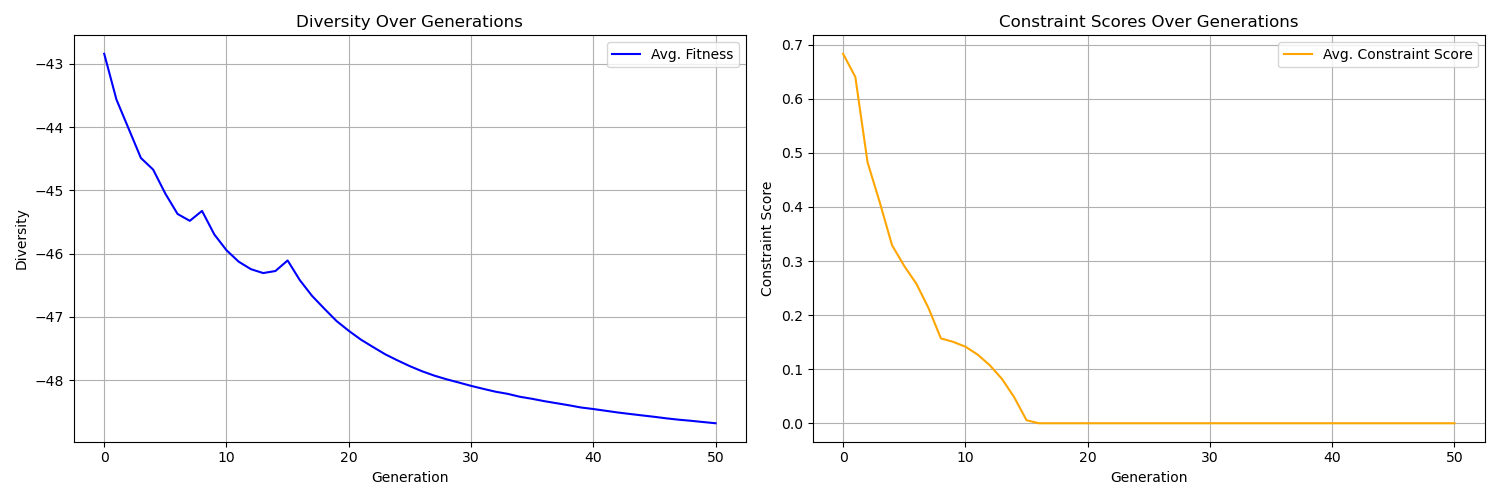 Diversity Over Generations
Avg. Fitness
Diversity
−43
−44
−45
−46
−47
−48
0 10 20 30 40 50
Generation
Constraint Scores Over Generations
Avg. Constraint Score
Constraint Score
0.7
0.6
0.5
0.4
0.3
0.2
0.1
0.0
0 10 20 30 40 50
Generation